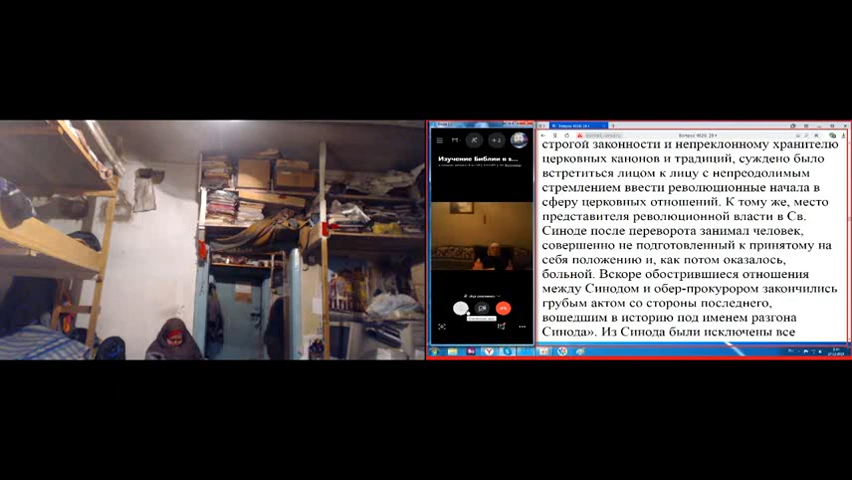 Изучение Библии в s...
строгой законности и непреклонному хранителю
церковных канонов и традиций, суждено было
встретиться лицом к лицу с непреодолимым
стремлением ввести революционные начала в
сферу церковных отношений. К тому же, место
представителя революционной власти в Св.
Синоде после переворота занимал человек,
совершенно не подготовленный к принятому на
себя положению и, как потом оказалось,
больной. Вскоре обострившиеся отношения
между Синодом и обер-прокурором закончились
грубым актом со стороны последнего,
вошедшим в историю под именем разгона
Синода». Из Синода были исключены все